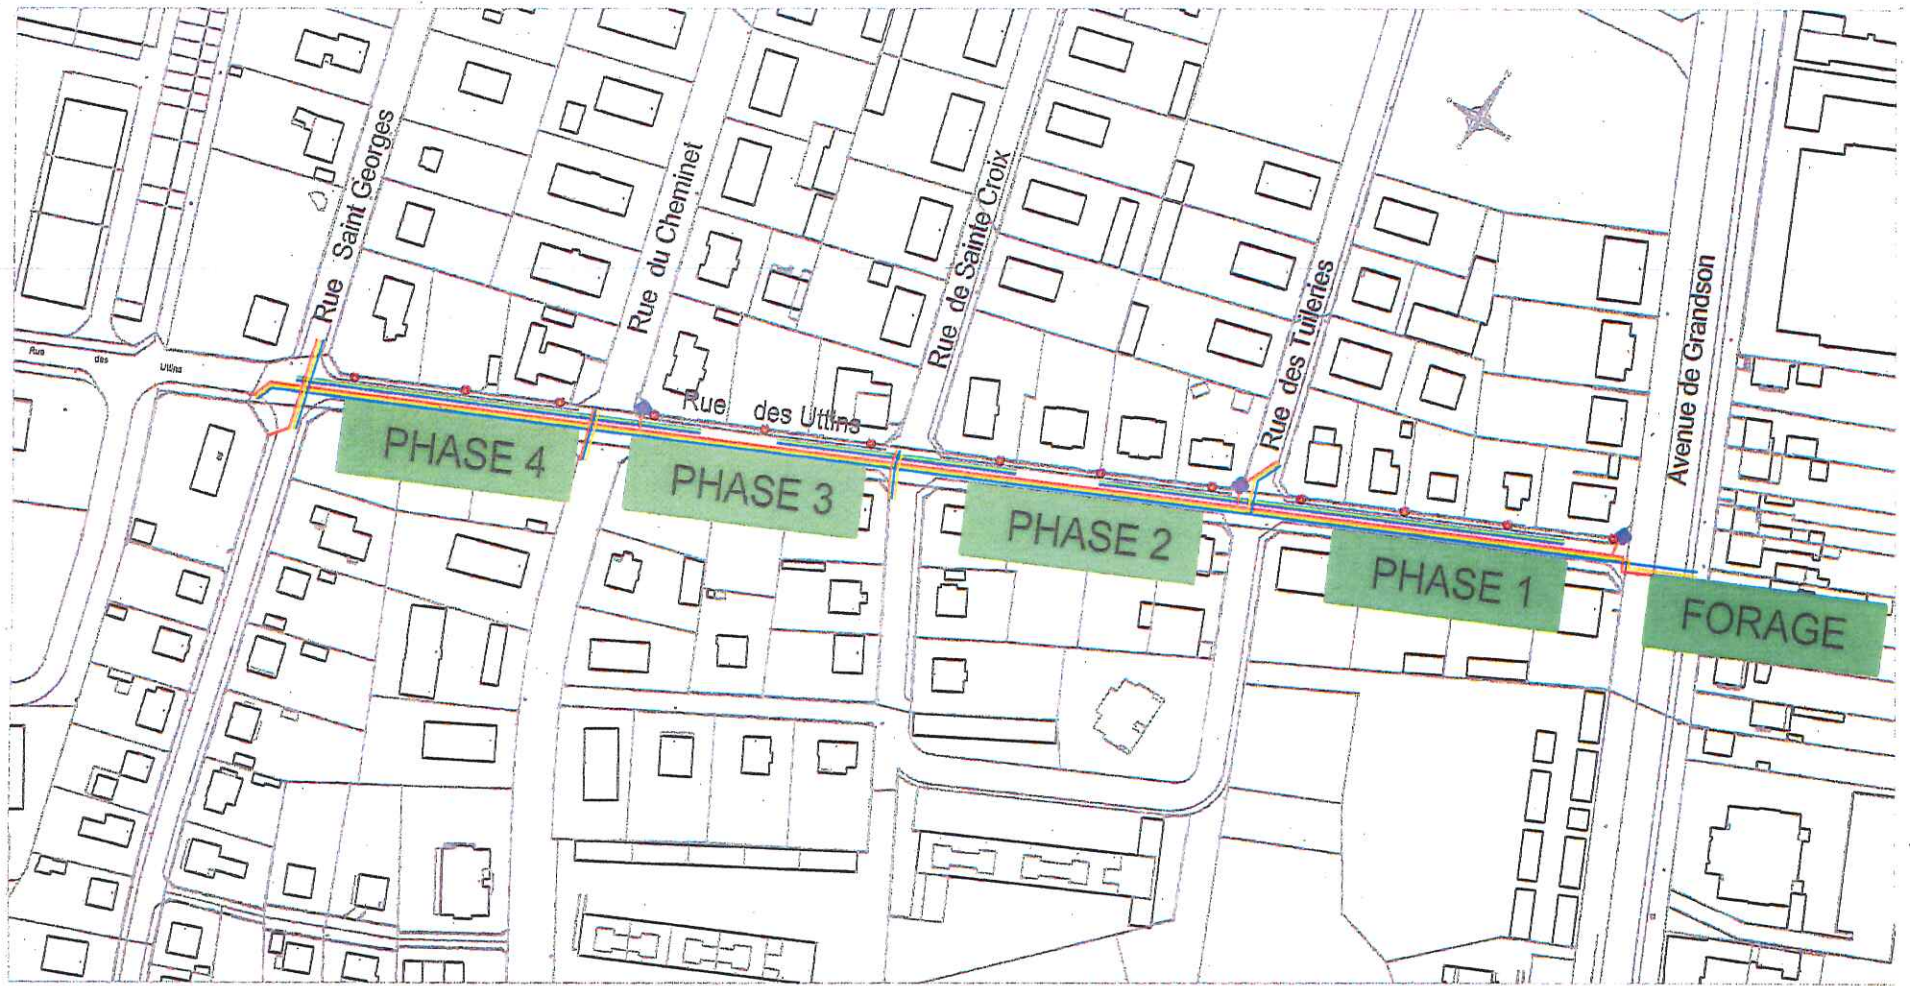 Rue Saint Georges
Rue du Cheminet
Rue de Sainte Croix
Rue des Tuileries
Avenue de Grandson
Rue des Uttins
Rue des Uttins
PHASE 4
PHASE 3
PHASE 2
PHASE 1
FORAGE